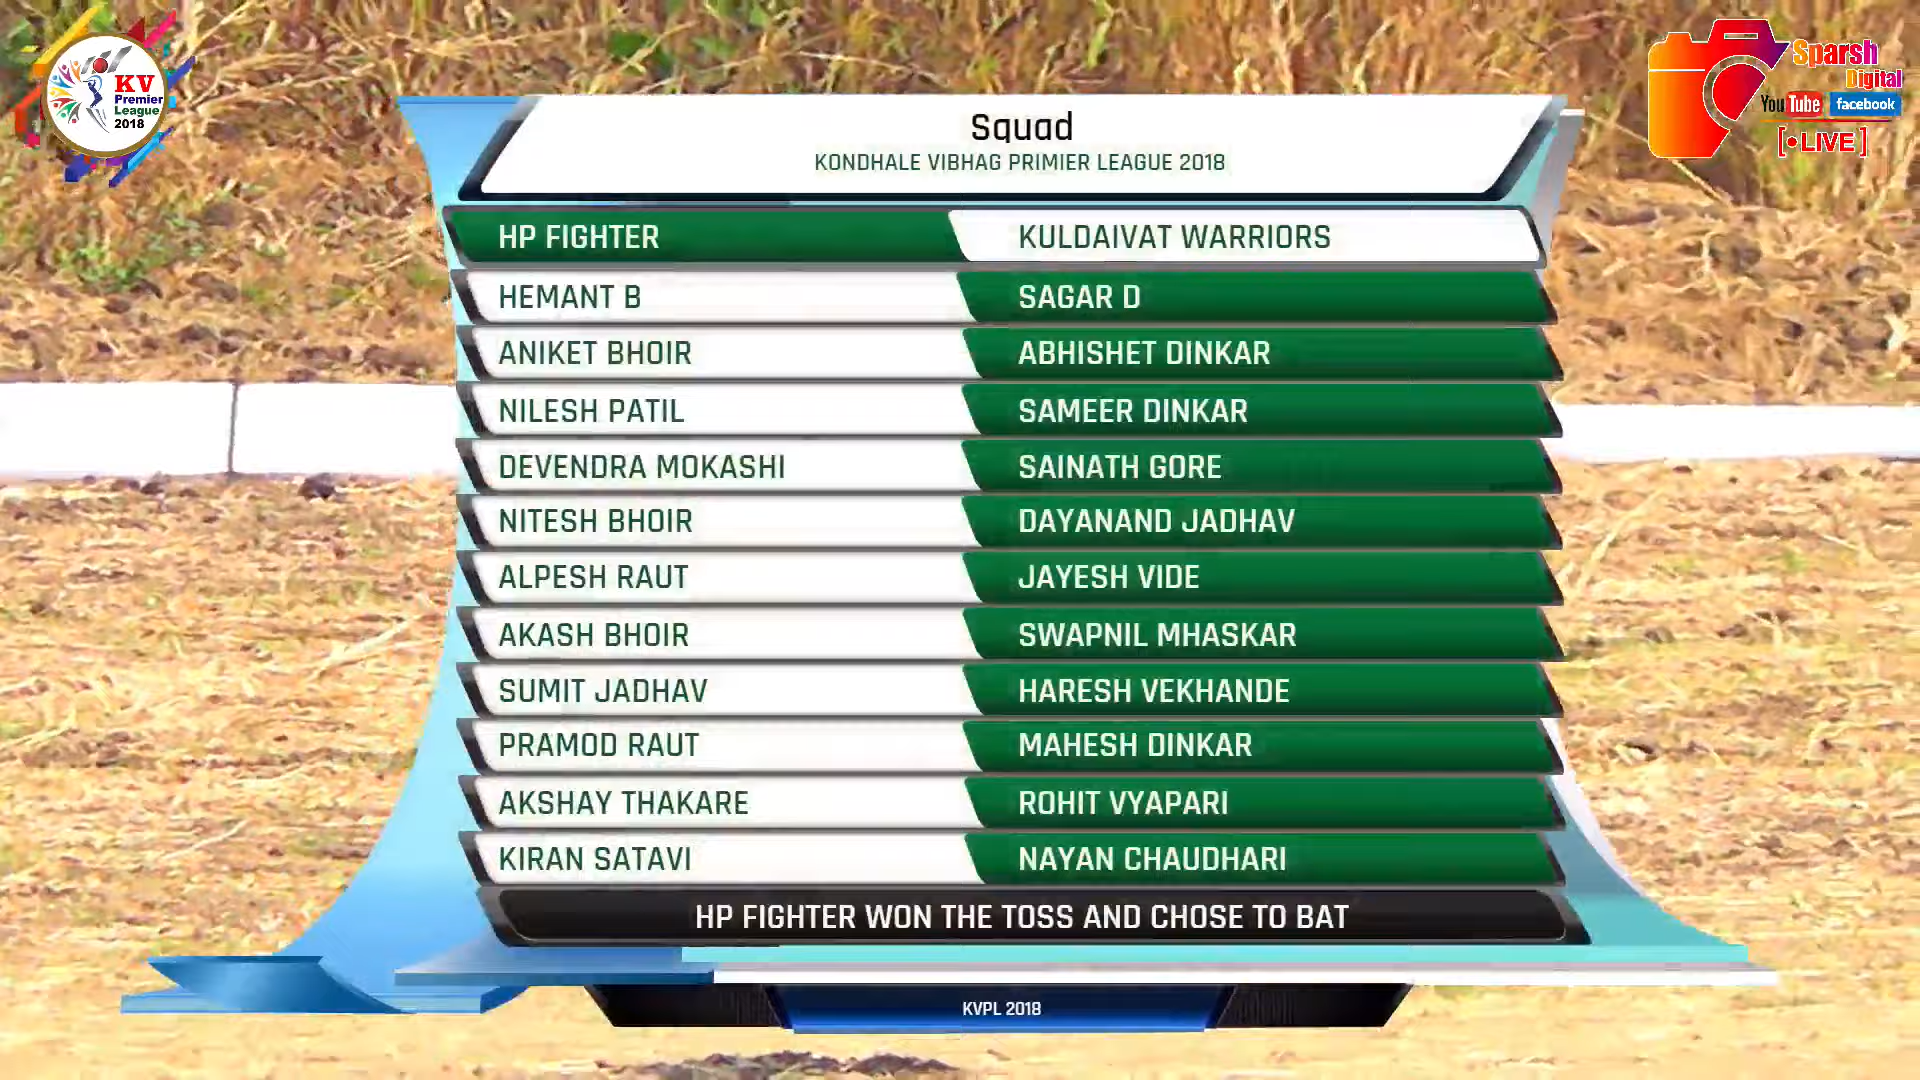 KV
Premier
League
2018
Sparsh
Digital
YouTube facebook
[•LIVE]
Squad
KONDHALE VIBHAG PRIMIER LEAGUE 2018
HP FIGHTER KULDAIVAT WARRIORS
HEMANT B SAGAR D
ANIKET BHOIR ABHISHET DINKAR
NILESH PATIL SAMEER DINKAR
DEVENDRA MOKASHI SAINATH GORE
NITESH BHOIR DAYANAND JADHAV
ALPESH RAUT JAYESH VIDE
AKASH BHOIR SWAPNIL MHASKAR
SUMIT JADHAV HARESH VEKHANDE
PRAMOD RAUT MAHESH DINKAR
AKSHAY THAKARE ROHIT VYAPARI
KIRAN SATAVI NAYAN CHAUDHARI
HP FIGHTER WON THE TOSS AND CHOSE TO BAT
KVPL 2018